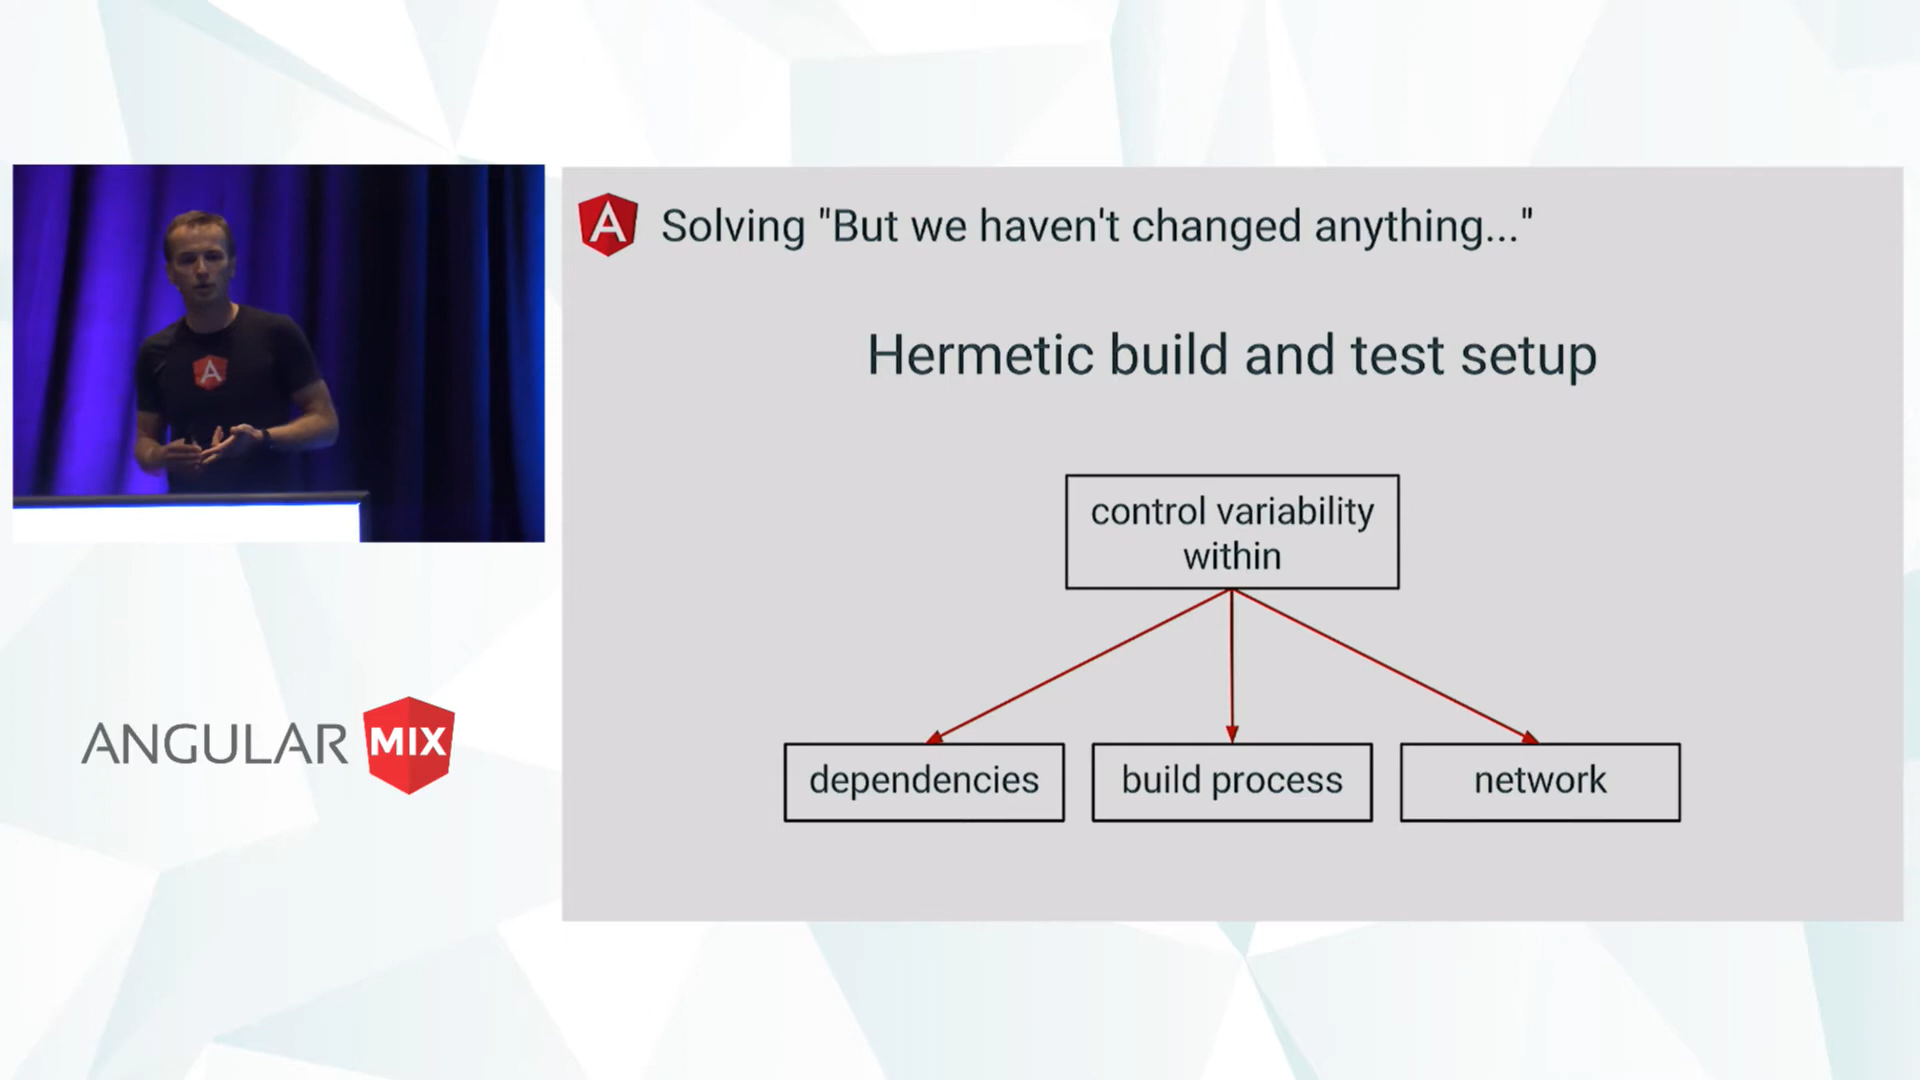 Solving "But we haven't changed anything..."
Hermetic build and test setup
control variability
within
dependencies
build process
network
ANGULAR MIX
A
A